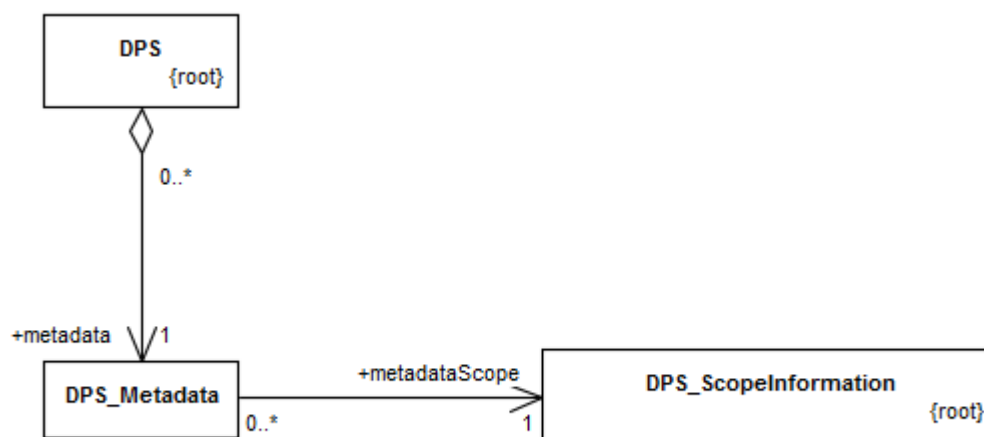 DPS
{root}
0..*
+metadata
1
DPS_Metadata
+metadataScope
0..*
1
DPS_ScopeInformation
{root}